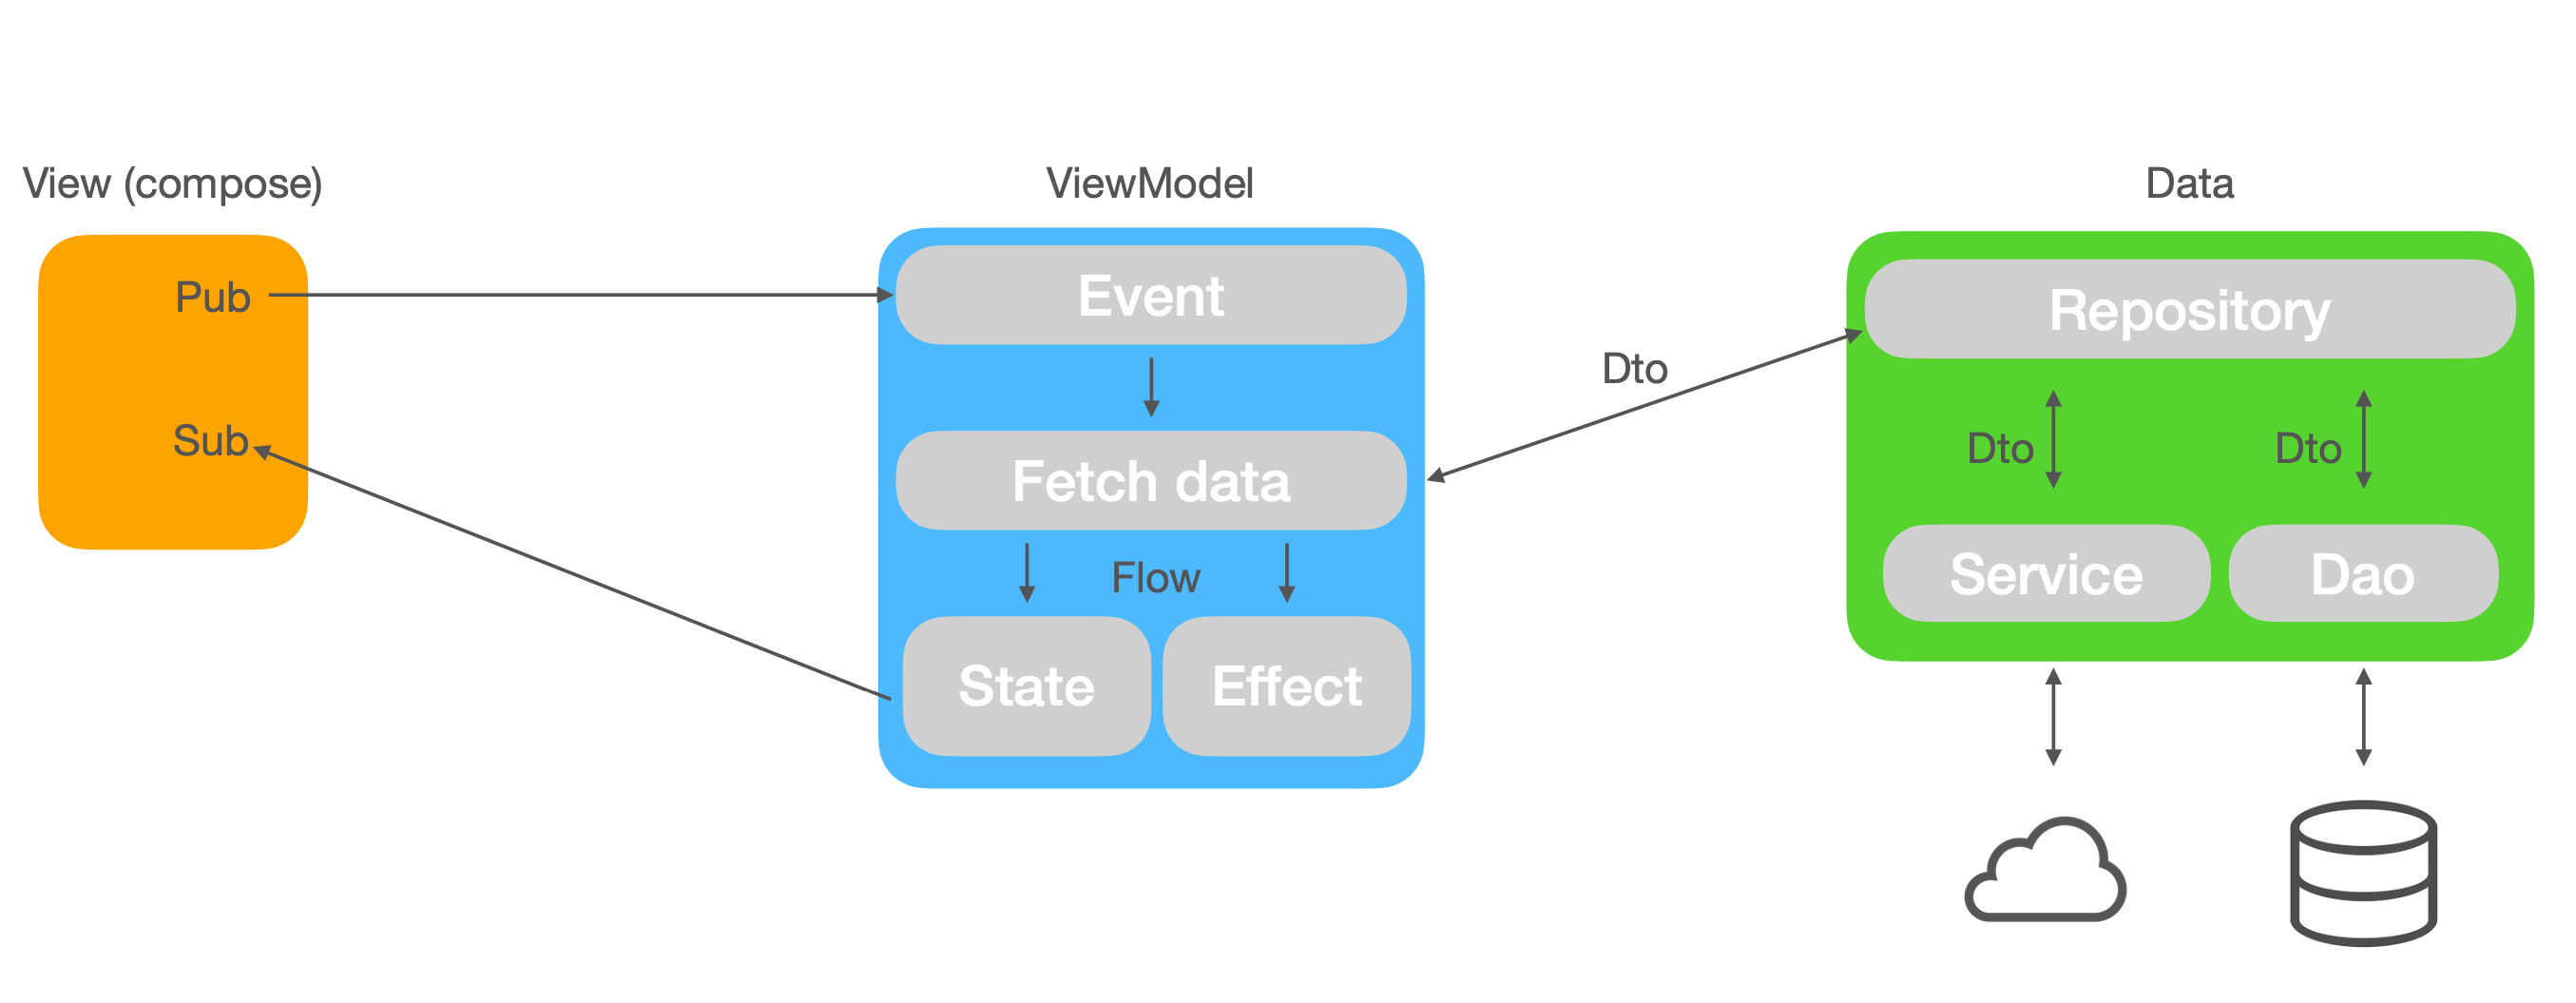 View (compose)
Pub
Sub
ViewModel
Event
Fetch data
Flow
State
Effect
Dto
Data
Repository
Dto
Dto
Service
Dao